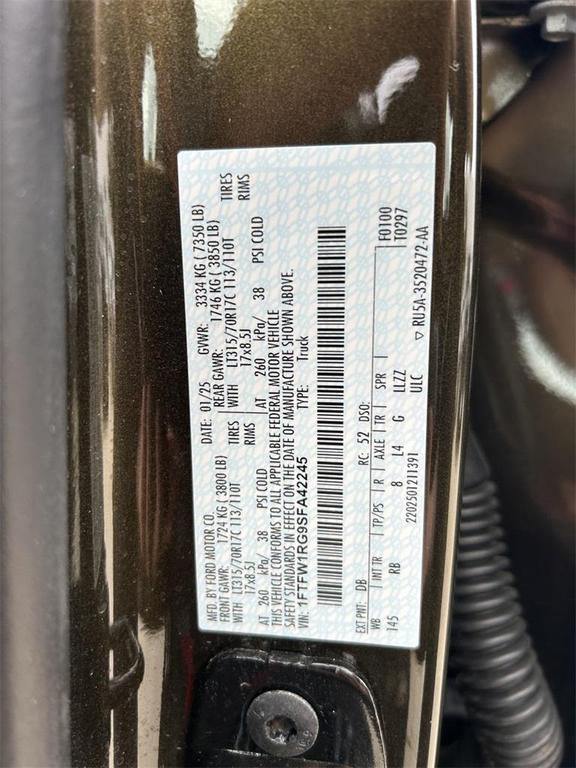 MFD. BY FORD MOTOR CO. DATE: 01/25 GVWR: 3334 KG ( 7350 LB)
FRONT GAWR: 1724 KG ( 3800 LB) REAR GAWR: 1746 KG ( 3850 LB)
WITH LT315/70R17C 113/110T TIRES WITH LT315/70R17C 113/110T TIRES
17x8.5J RIMS 17x8.5J RIMS
AT 260 kPa/ 38 PSI COLD AT 260 kPa/ 38 PSI COLD
THIS VEHICLE CONFORMS TO ALL APPLICABLE FEDERAL MOTOR VEHICLE
SAFETY STANDARDS IN EFFECT ON THE DATE OF MANUFACTURE SHOWN ABOVE.
VIN: 1FTFW1RG9SFA42245 TYPE: Truck
EXT PNT: DB RC: 52 DSO: F0100
WB INT TR TP/PS R AXLE TR SPR T0297
145 RB 8 L4 G LLZZ
2202501211391 ULC ▽ RU5A-3520472-AA